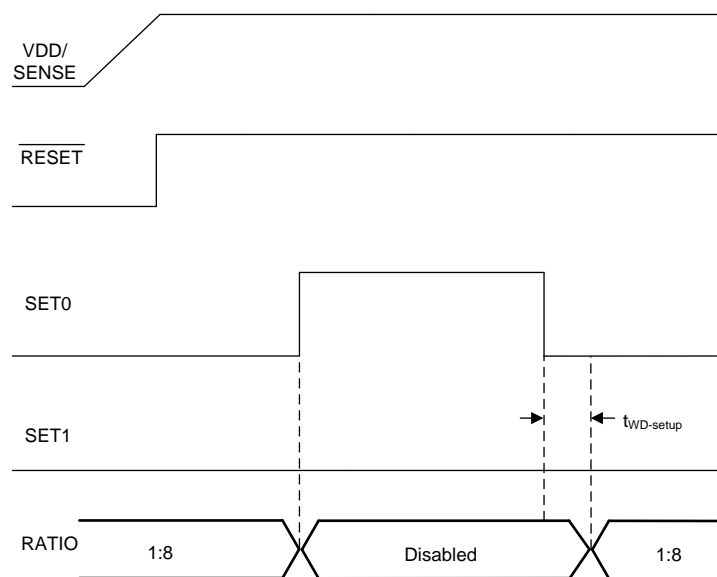 VDD/
SENSE
RESET
SET0
SET1
tWD-setup
RATIO
1:8
Disabled
1:8